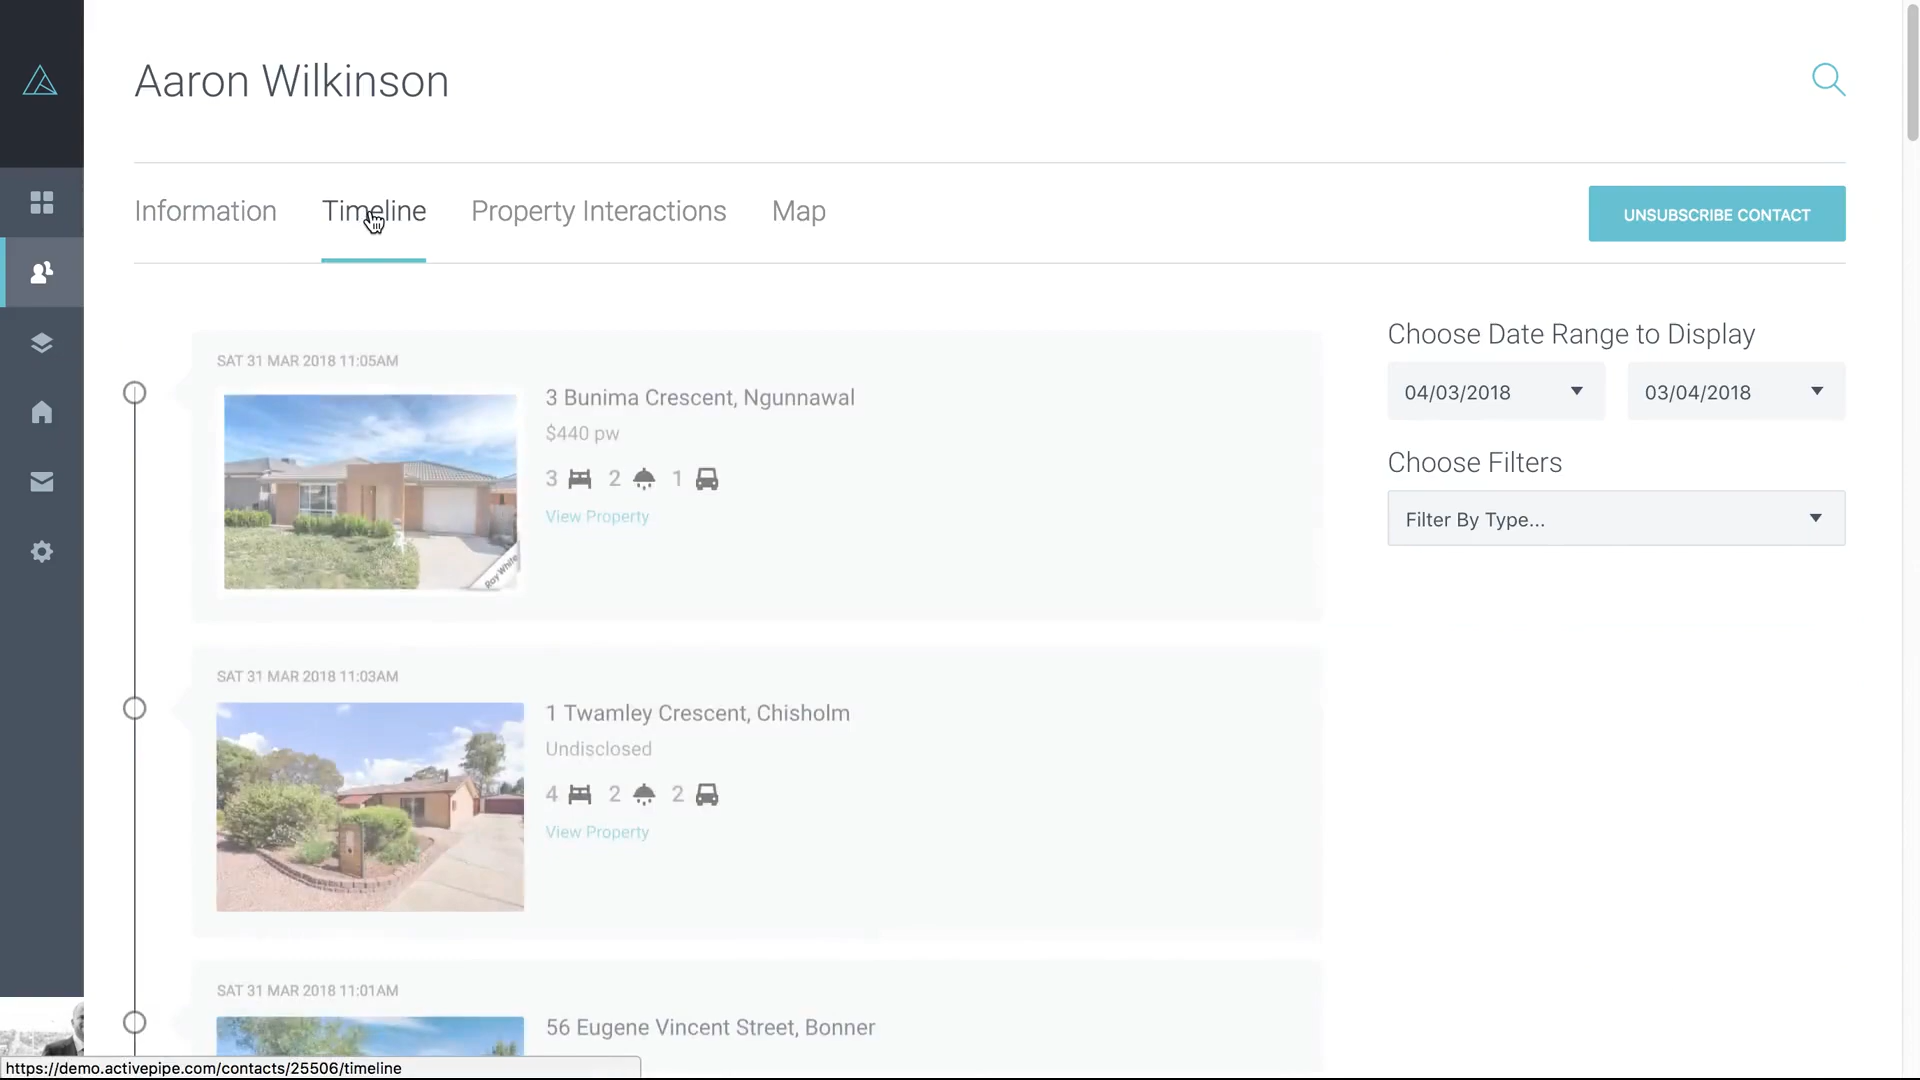 Aaron Wilkinson
Information
Timeline
Property Interactions
Map
UNSUBSCRIBE CONTACT
SAT 31 MAR 2018 11:05AM
3 Bunima Crescent, Ngunnawal
$440 pw
3 2 1
View Property
Ray White
SAT 31 MAR 2018 11:03AM
1 Twamley Crescent, Chisholm
Undisclosed
4 2 2
View Property
SAT 31 MAR 2018 11:01AM
56 Eugene Vincent Street, Bonner
Choose Date Range to Display
04/03/2018
03/04/2018
Choose Filters
Filter By Type...
https://demo.activepipe.com/contacts/25506/timeline